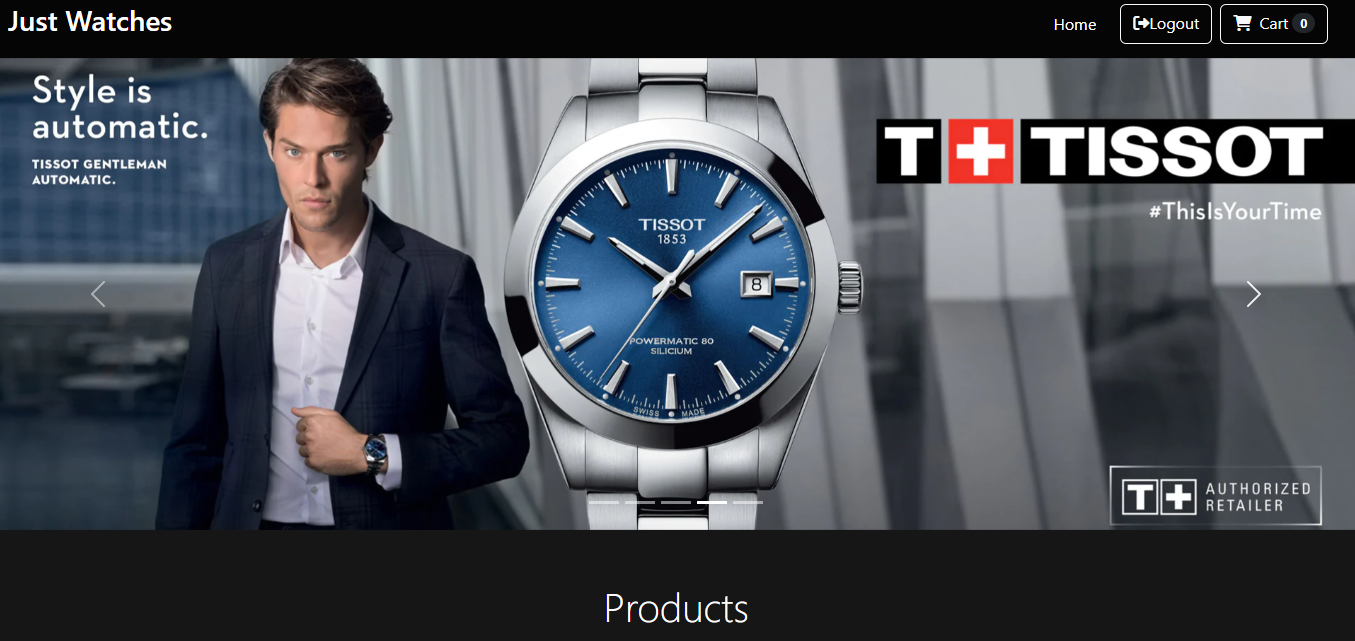 Just Watches
Home
Logout
Cart 0
Style is
automatic.
TISSOT GENTLEMAN
AUTOMATIC.
T+ TISSOT
#ThisIsYourTime
TISSOT
1853
8
POWERMATIC 80
SILICIUM
SWISS MADE
T+ AUTHORIZED
RETAILER
Products